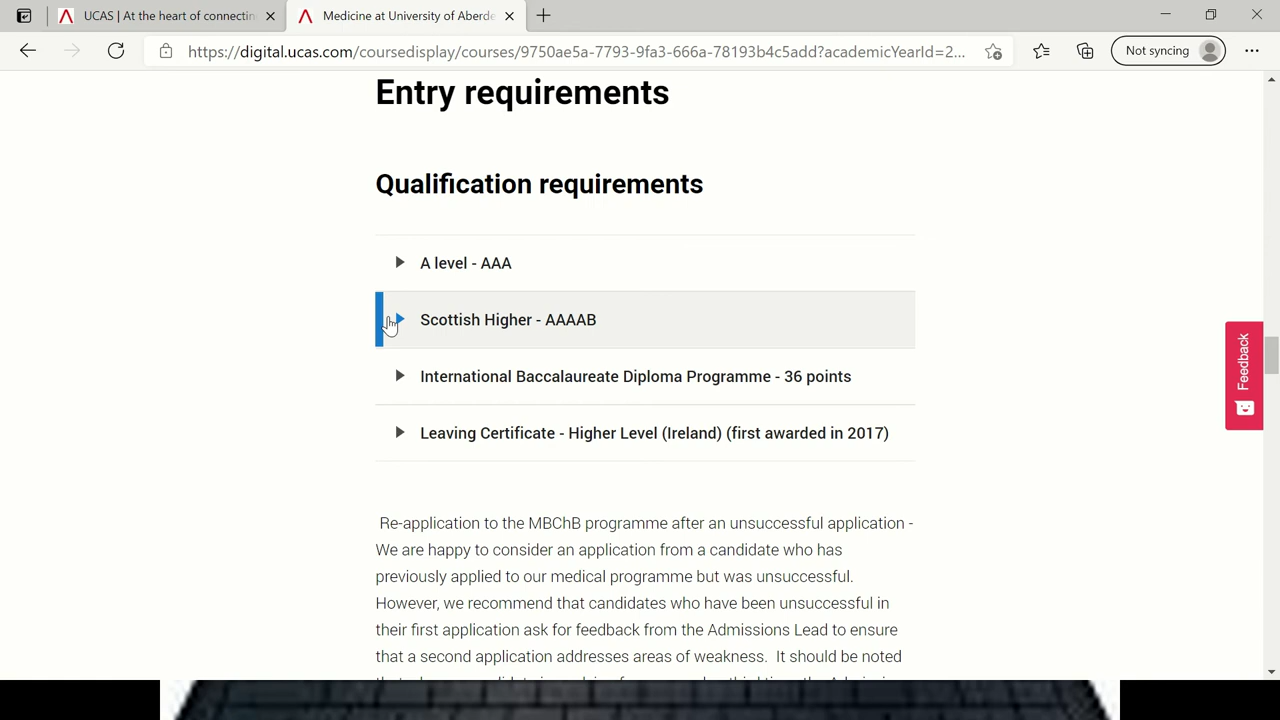 UCAS | At the heart of connectin
Medicine at University of Aberde
https://digital.ucas.com/coursedisplay/courses/9750ae5a-7793-9fa3-666a-78193b4c5add?academicYearId=2...
Not syncing
Entry requirements
Qualification requirements
A level - AAA
Scottish Higher - AAAAB
International Baccalaureate Diploma Programme - 36 points
Leaving Certificate - Higher Level (Ireland) (first awarded in 2017)
Feedback
Re-application to the MBChB programme after an unsuccessful application -
We are happy to consider an application from a candidate who has
previously applied to our medical programme but was unsuccessful.
However, we recommend that candidates who have been unsuccessful in
their first application ask for feedback from the Admissions Lead to ensure
that a second application addresses areas of weakness. It should be noted